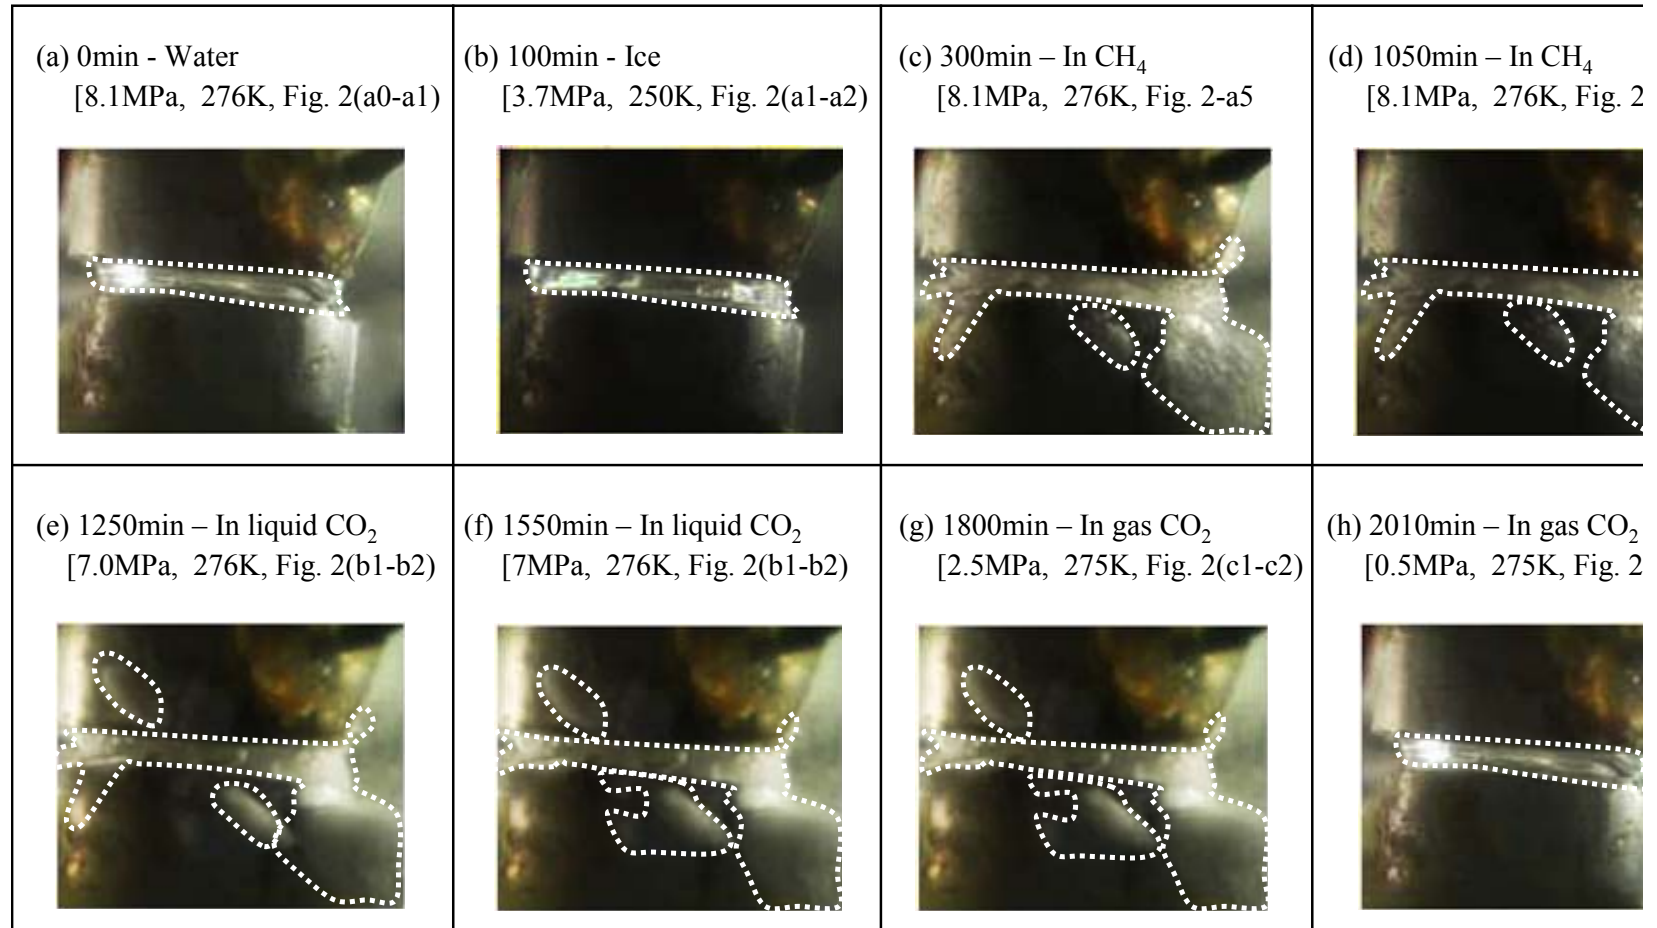 (a) 0min - Water
[8.1MPa, 276K, Fig. 2(a0-a1)
(b) 100min - Ice
[3.7MPa, 250K, Fig. 2(a1-a2)
(c) 300min – In CH₄
[8.1MPa, 276K, Fig. 2-a5
(d) 1050min – In CH₄
[8.1MPa, 276K, Fig. 2
(e) 1250min – In liquid CO₂
[7.0MPa, 276K, Fig. 2(b1-b2)
(f) 1550min – In liquid CO₂
[7MPa, 276K, Fig. 2(b1-b2)
(g) 1800min – In gas CO₂
[2.5MPa, 275K, Fig. 2(c1-c2)
(h) 2010min – In gas CO₂
[0.5MPa, 275K, Fig. 2